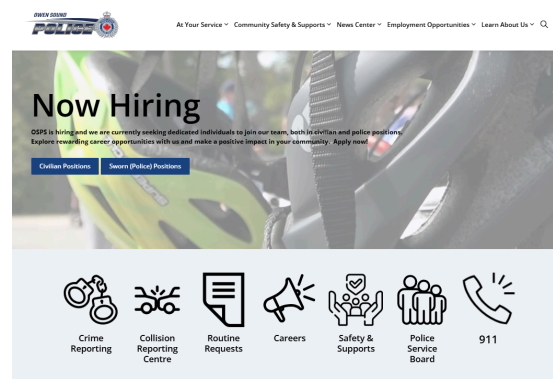 OWEN SOUND
POLICE
At Your Service
Community Safety & Supports
News Center
Employment Opportunities
Learn About Us
Now Hiring
OSPS is hiring and we are currently seeking dedicated individuals to join our team, both in civilian and police positions.
Explore rewarding career opportunities with us and make a positive impact in your community. Apply now!
Civilian Positions
Sworn (Police) Positions
Crime
Reporting
Collision
Reporting
Centre
Routine
Requests
Careers
Safety &
Supports
Police
Service
Board
911